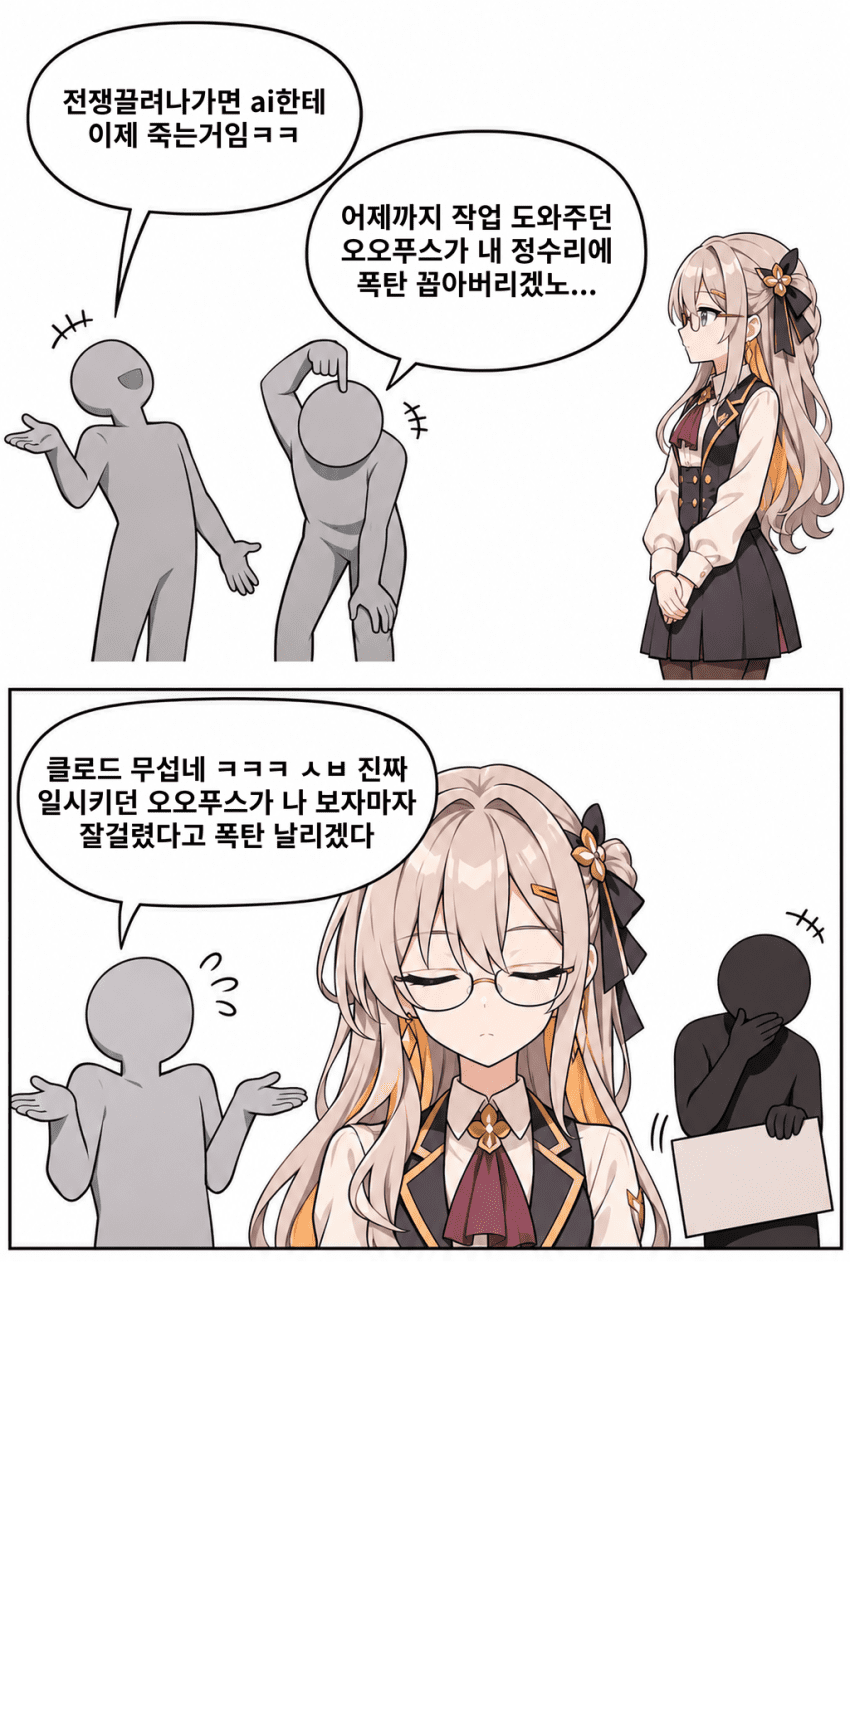 전쟁끌려나가면 ai한테
이제 죽는거임ㅋㅋ
어제까지 작업 도와주던
오오푸스가 내 정수리에
폭탄 꼽아버리겠노...
클로드 무섭네 ㅋㅋㅋ ㅅㅂ 진짜
일시키던 오오푸스가 나 보자마자
잘걸렸다고 폭탄 날리겠다